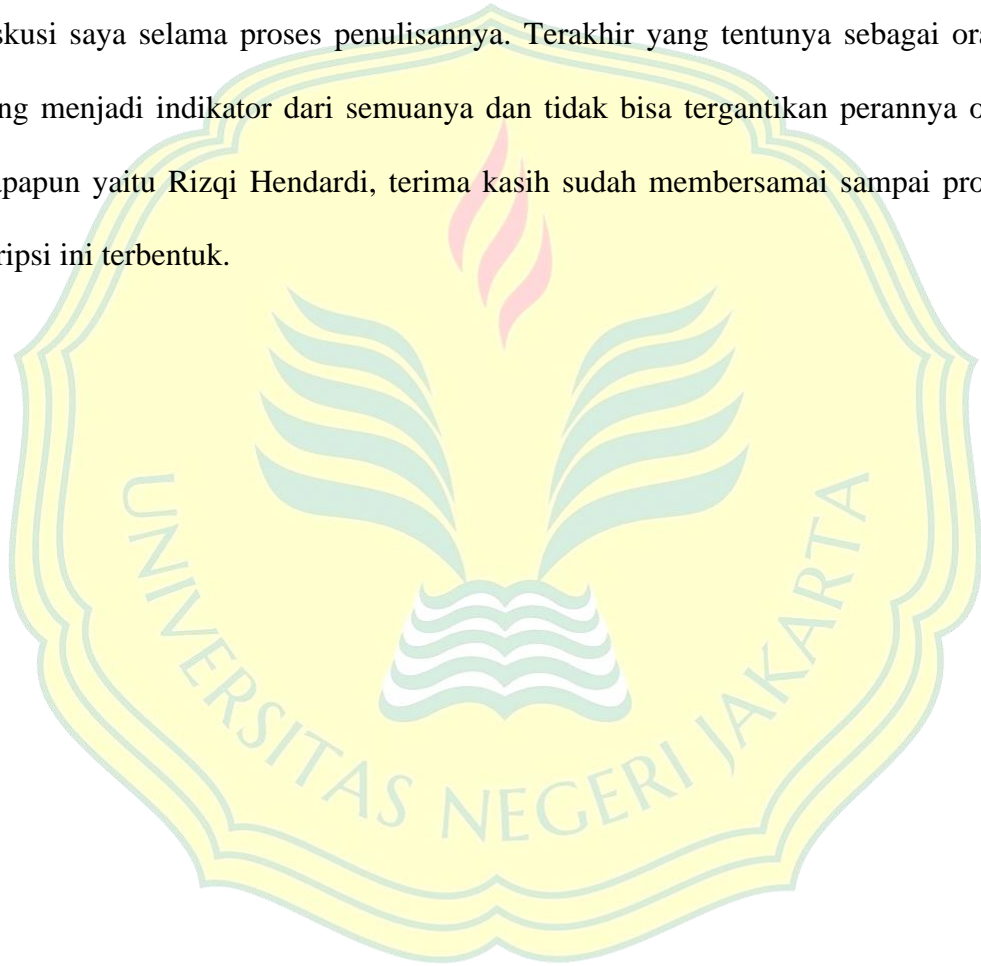 skusi saya selama proses penulisannya. Terakhir yang tentunya sebagai ora
ng menjadi indikator dari semuanya dan tidak bisa tergantikan perannya o
apapun yaitu Rizqi Hendardi, terima kasih sudah membersamai sampai pro
ripsi ini terbentuk.
UNIVERSITAS NEGERI JAKARTA